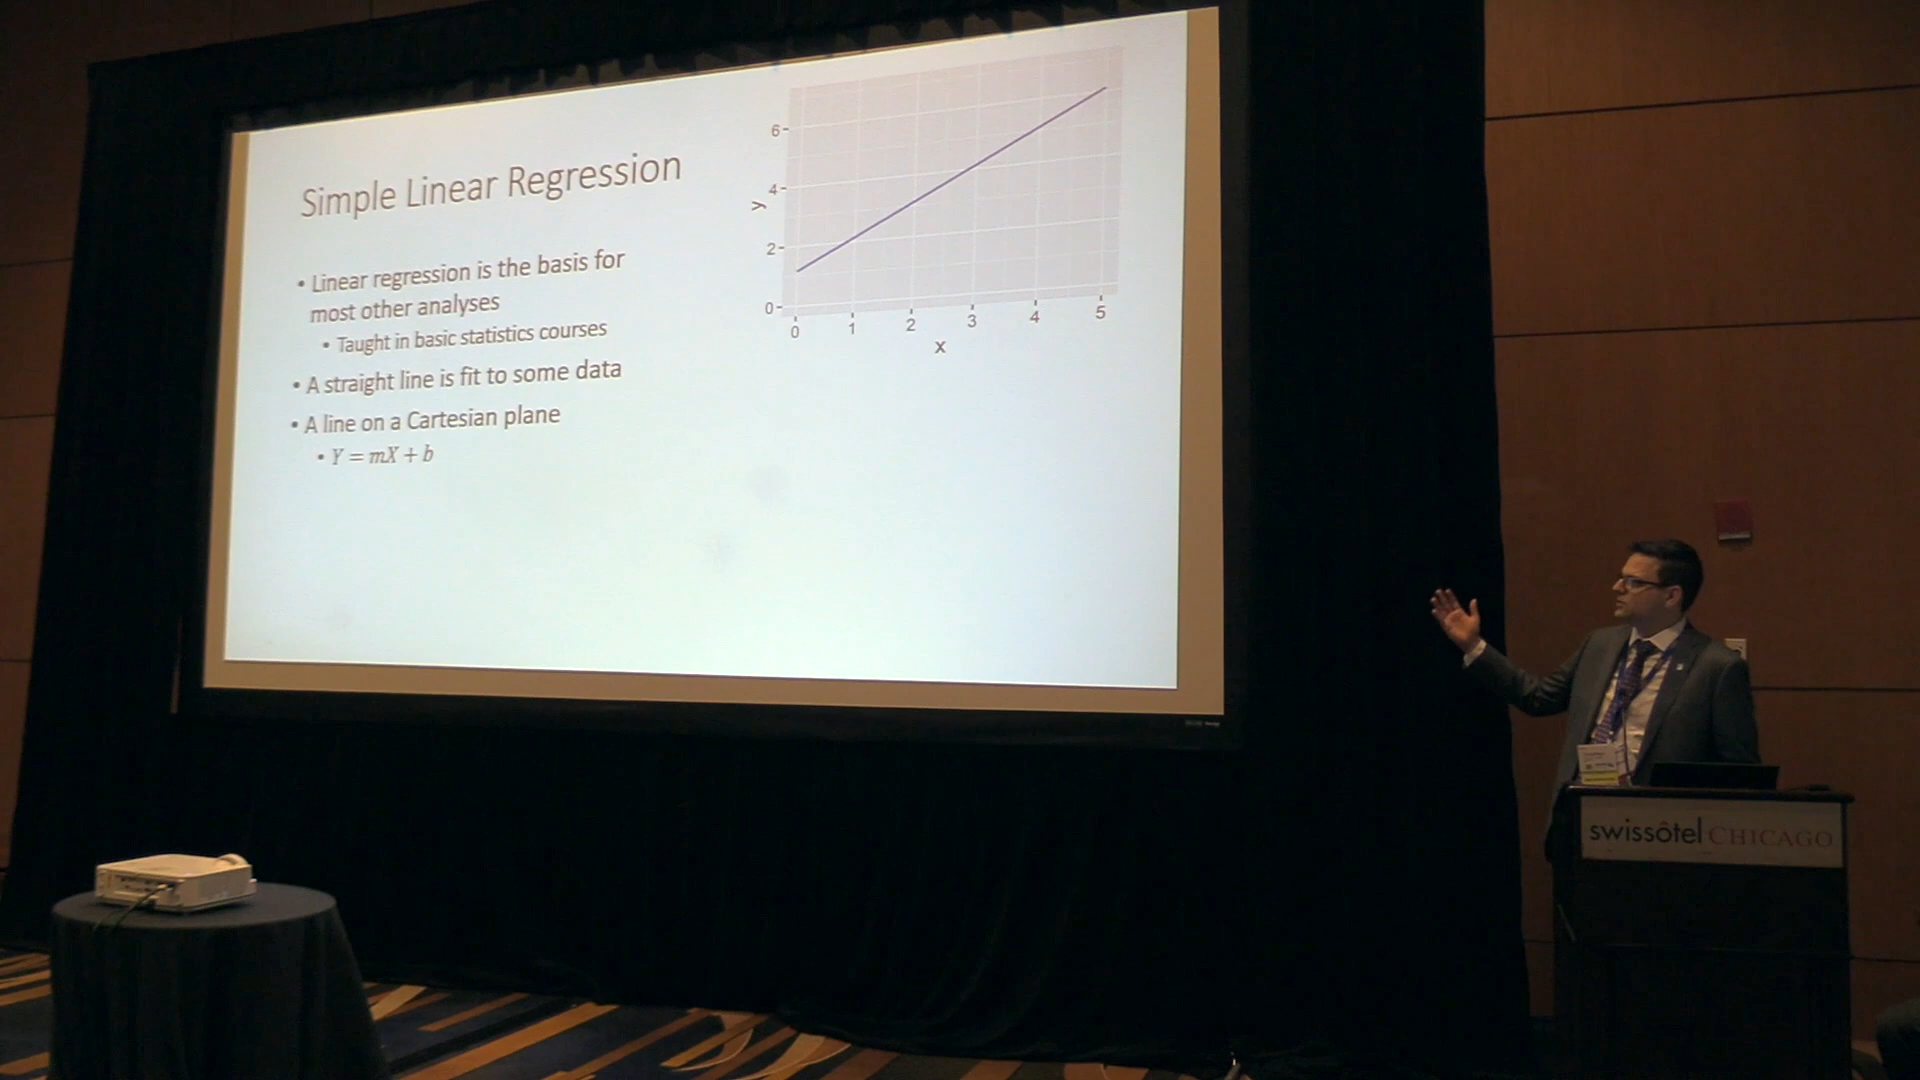 Simple Linear Regression
• Linear regression is the basis for
most other analyses
• Taught in basic statistics courses
• A straight line is fit to some data
• A line on a Cartesian plane
• Y = mX + b
6
4
2
0
y
0 1 2 3 4 5
x
swissôtel CHICAGO